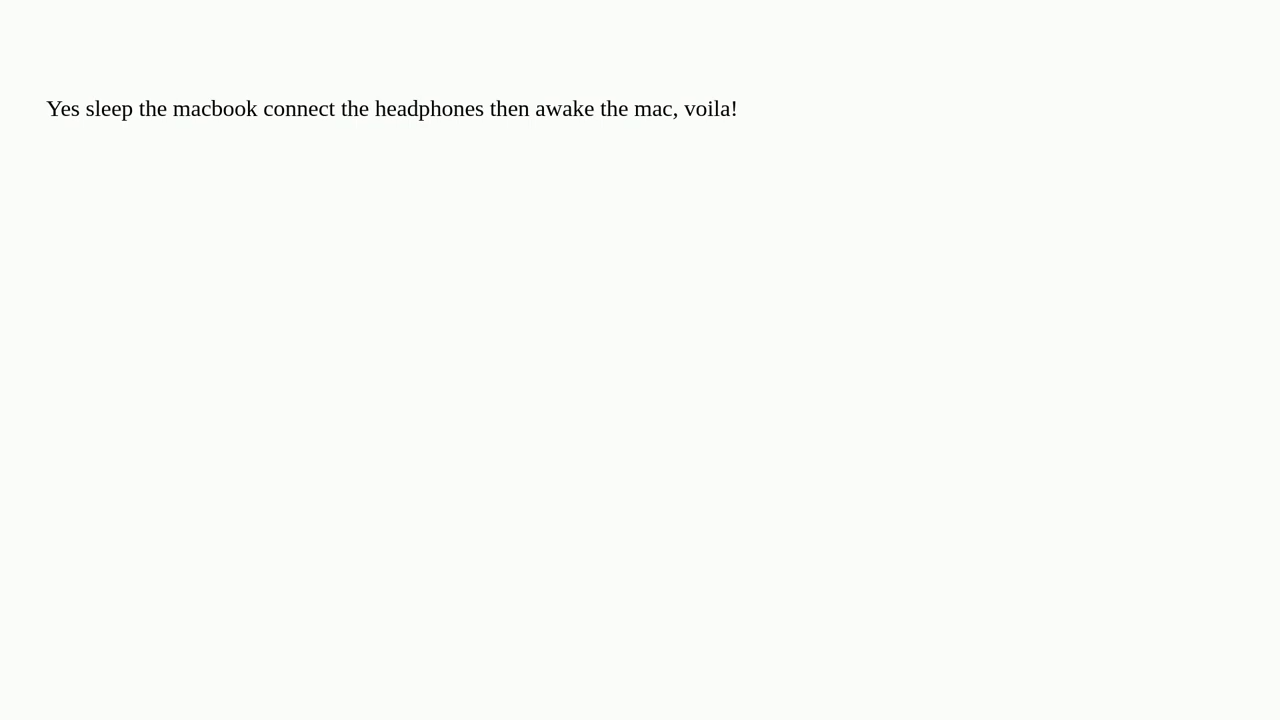 Yes sleep the macbook connect the headphones then awake the mac, voila!